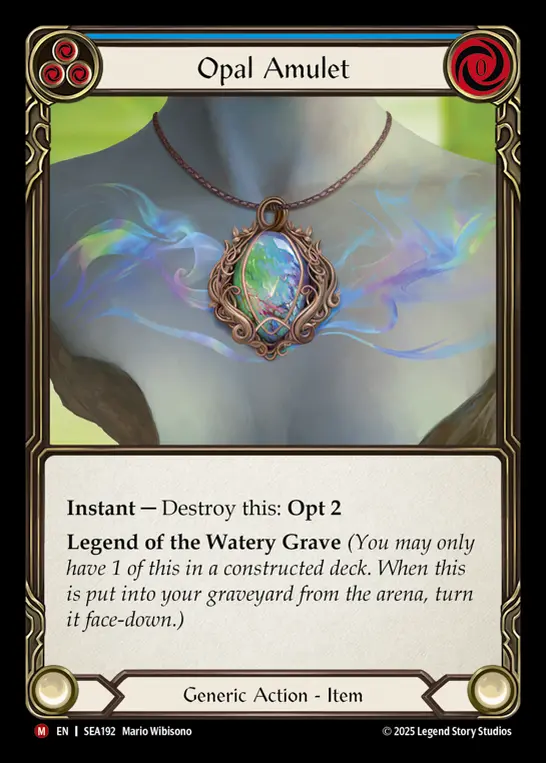 Opal Amulet
0
Instant — Destroy this: Opt 2
Legend of the Watery Grave (You may only
have 1 of this in a constructed deck. When this
is put into your graveyard from the arena, turn
it face-down.)
Generic Action - Item
M EN | SEA192 Mario Wibisono
© 2025 Legend Story Studios